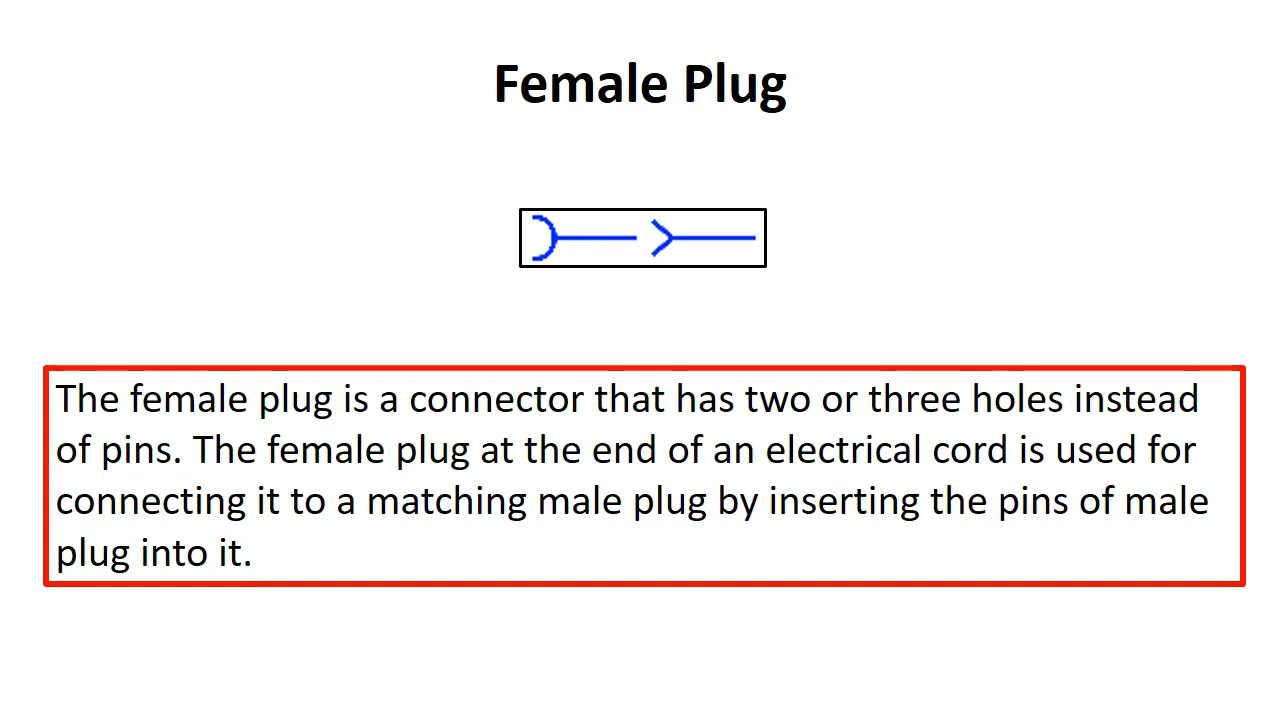 Female Plug
The female plug is a connector that has two or three holes instead
of pins. The female plug at the end of an electrical cord is used for
connecting it to a matching male plug by inserting the pins of male
plug into it.